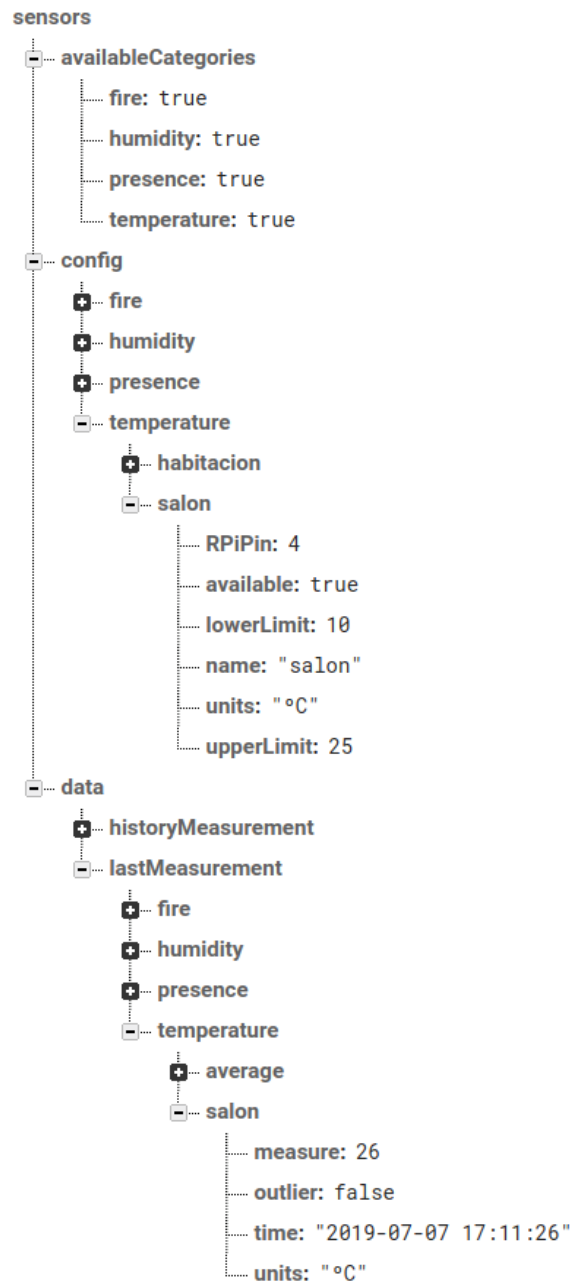 sensors
availableCategories
fire: true
humidity: true
presence: true
temperature: true
config
fire
humidity
presence
temperature
habitacion
salon
RPiPin: 4
available: true
lowerLimit: 10
name: "salon"
units: "ºC"
upperLimit: 25
data
historyMeasurement
lastMeasurement
fire
humidity
presence
temperature
average
salon
measure: 26
outlier: false
time: "2019-07-07 17:11:26"
units: "ºC"